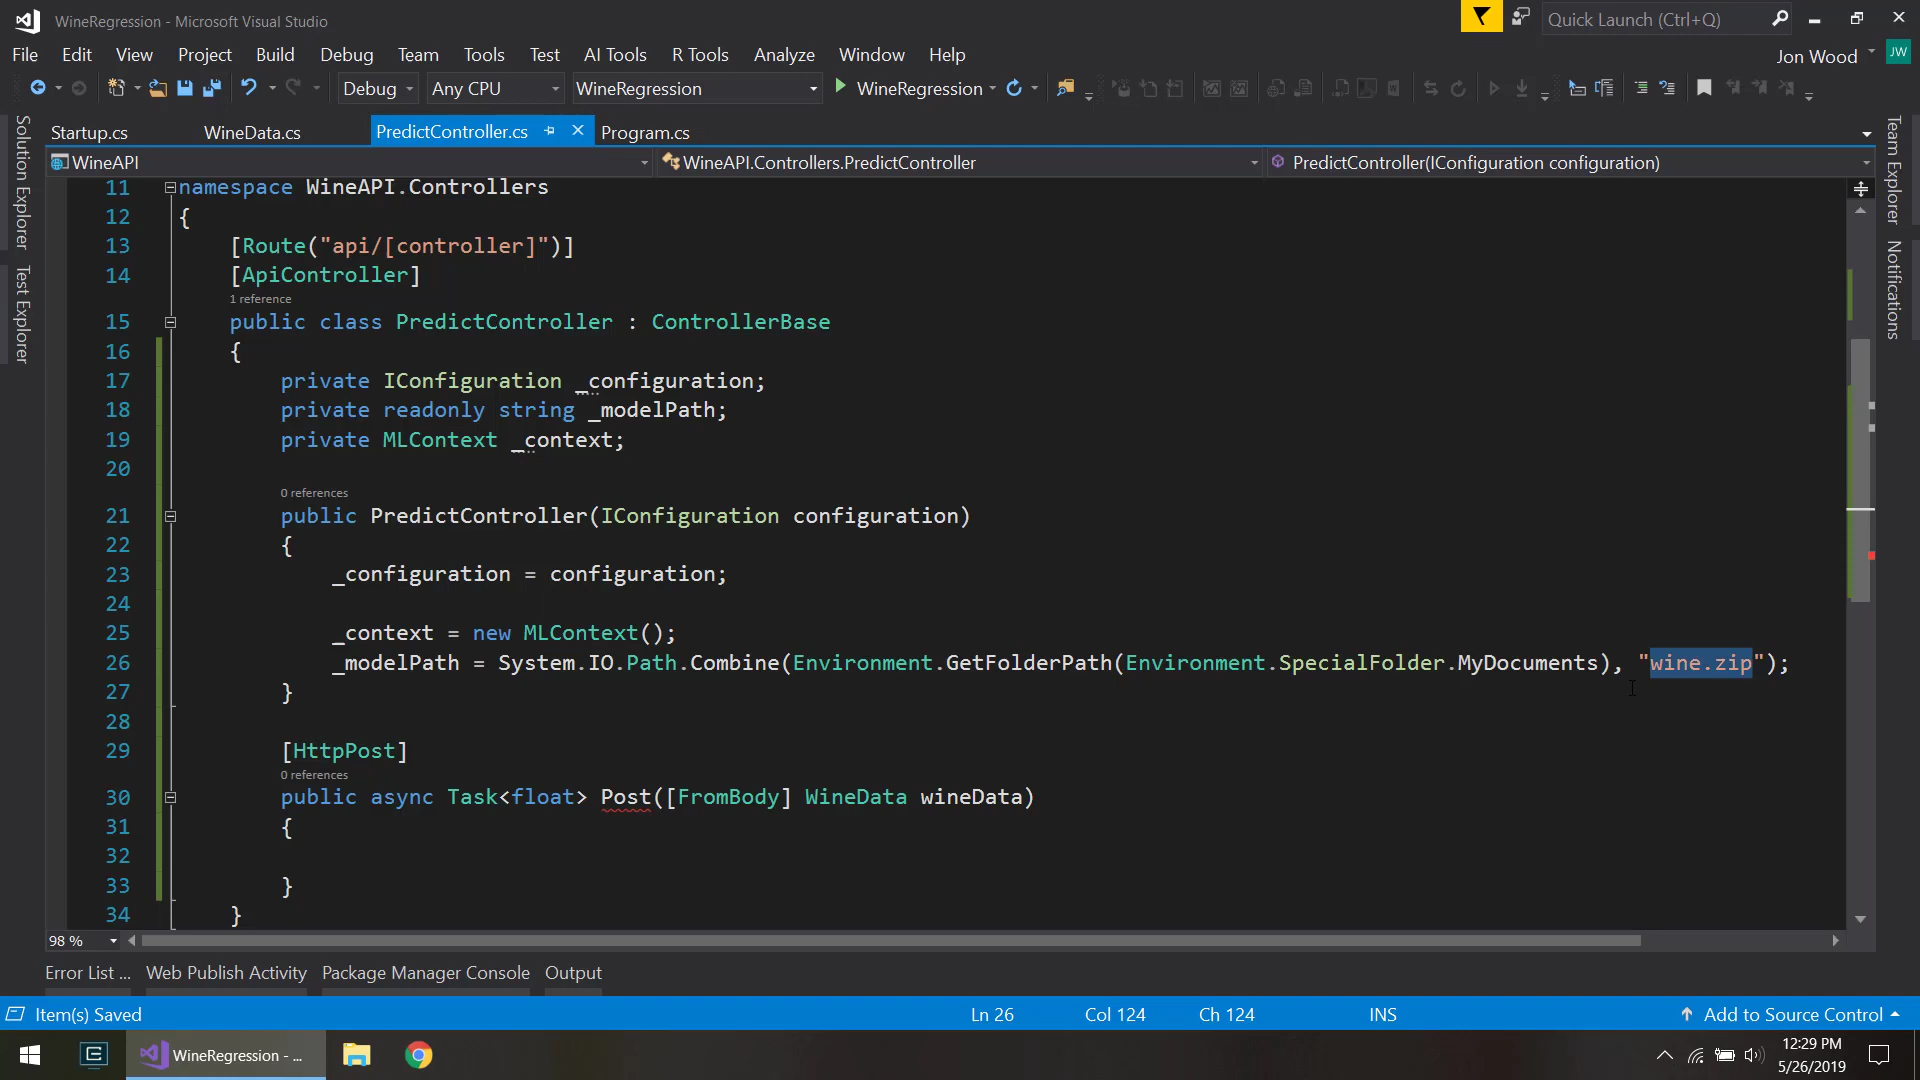 WineRegression - Microsoft Visual Studio
Quick Launch (Ctrl+Q)
File Edit View Project Build Debug Team Tools Test AI Tools R Tools Analyze Window Help
Jon Wood JW
Debug Any CPU WineRegression WineRegression
Startup.cs WineData.cs PredictController.cs Program.cs
WineAPI WineAPI.Controllers.PredictController PredictController(IConfiguration configuration)
Solution Explorer
Test Explorer
Team Explorer
Notifications
11 namespace WineAPI.Controllers
12 {
13 [Route("api/[controller]")]
14 [ApiController]
1 reference
15 public class PredictController : ControllerBase
16 {
17 private IConfiguration _configuration;
18 private readonly string _modelPath;
19 private MLContext _context;
20
0 references
21 public PredictController(IConfiguration configuration)
22 {
23 _configuration = configuration;
24
25 _context = new MLContext();
26 _modelPath = System.IO.Path.Combine(Environment.GetFolderPath(Environment.SpecialFolder.MyDocuments), "wine.zip");
27 }
28
29 [HttpPost]
0 references
30 public async Task<float> Post([FromBody] WineData wineData)
31 {
32
33 }
34 }
98 %
Error List ... Web Publish Activity Package Manager Console Output
Item(s) Saved Ln 26 Col 124 Ch 124 INS Add to Source Control
WineRegression - ...
12:29 PM
5/26/2019